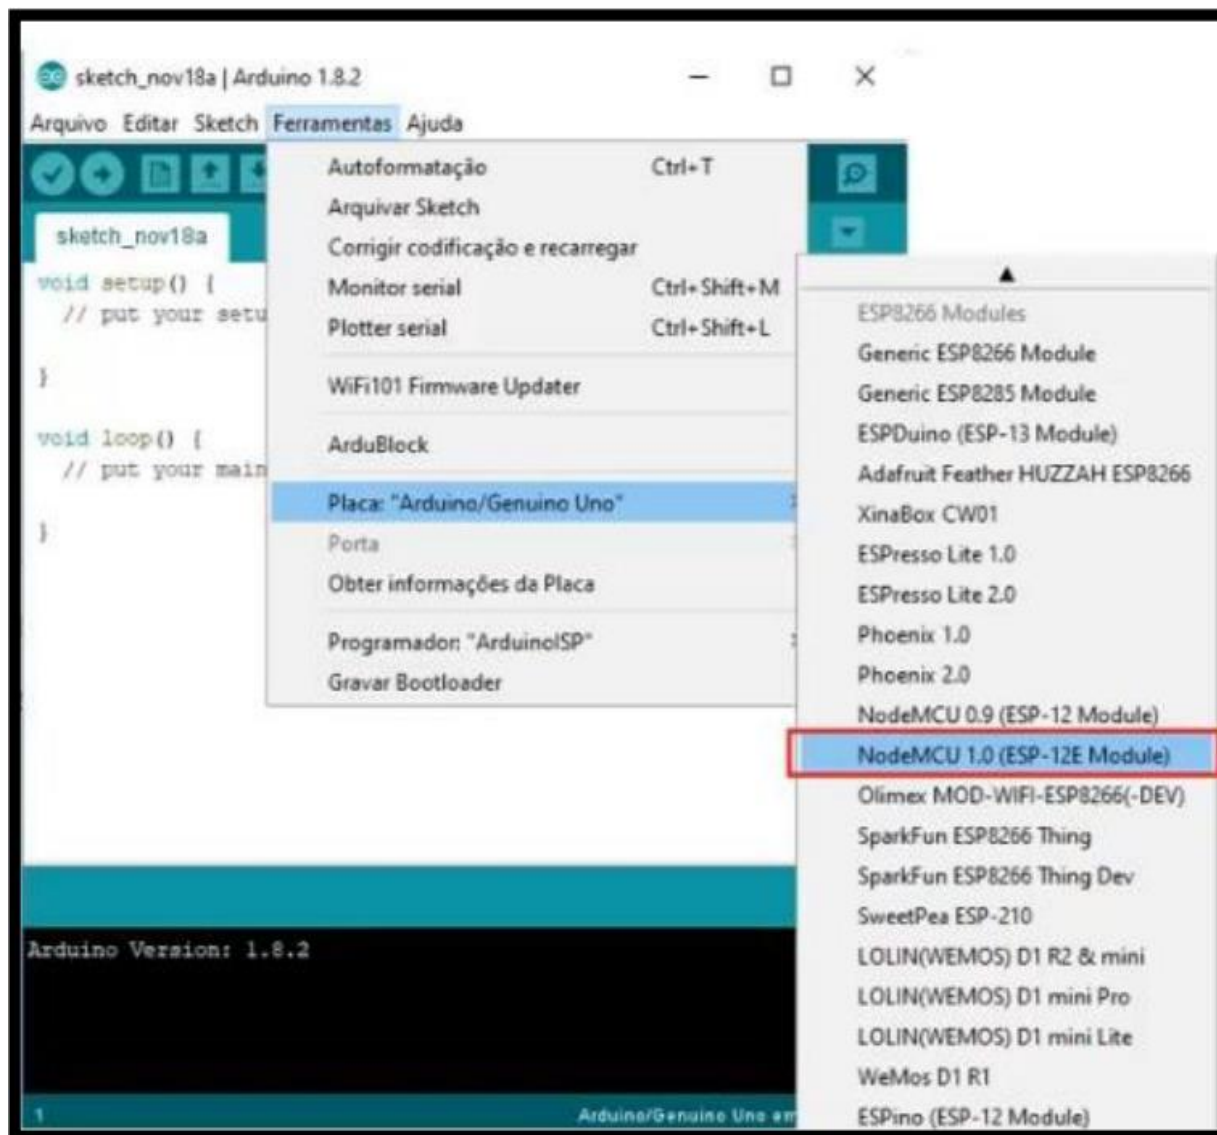 sketch_nov18a | Arduino 1.8.2
Arquivo Editar Sketch Ferramentas Ajuda
sketch_nov18a
void setup() {
// put your setu
}
void loop() {
// put your main
}
Autoformatação Ctrl+T
Arquivar Sketch
Corrigir codificação e recarregar
Monitor serial Ctrl+Shift+M
Plotter serial Ctrl+Shift+L
WiFi101 Firmware Updater
ArduBlock
Placa: "Arduino/Genuino Uno"
Porta
Obter informações da Placa
Programador: "ArduinoISP"
Gravar Bootloader
ESP8266 Modules
Generic ESP8266 Module
Generic ESP8285 Module
ESPDuino (ESP-13 Module)
Adafruit Feather HUZZAH ESP8266
XinaBox CW01
ESPresso Lite 1.0
ESPresso Lite 2.0
Phoenix 1.0
Phoenix 2.0
NodeMCU 0.9 (ESP-12 Module)
NodeMCU 1.0 (ESP-12E Module)
Olimex MOD-WIFI-ESP8266(-DEV)
SparkFun ESP8266 Thing
SparkFun ESP8266 Thing Dev
SweetPea ESP-210
LOLIN(WEMOS) D1 R2 & mini
LOLIN(WEMOS) D1 mini Pro
LOLIN(WEMOS) D1 mini Lite
WeMos D1 R1
ESPino (ESP-12 Module)
Arduino Version: 1.8.2
1 Arduino/Genuino Uno em